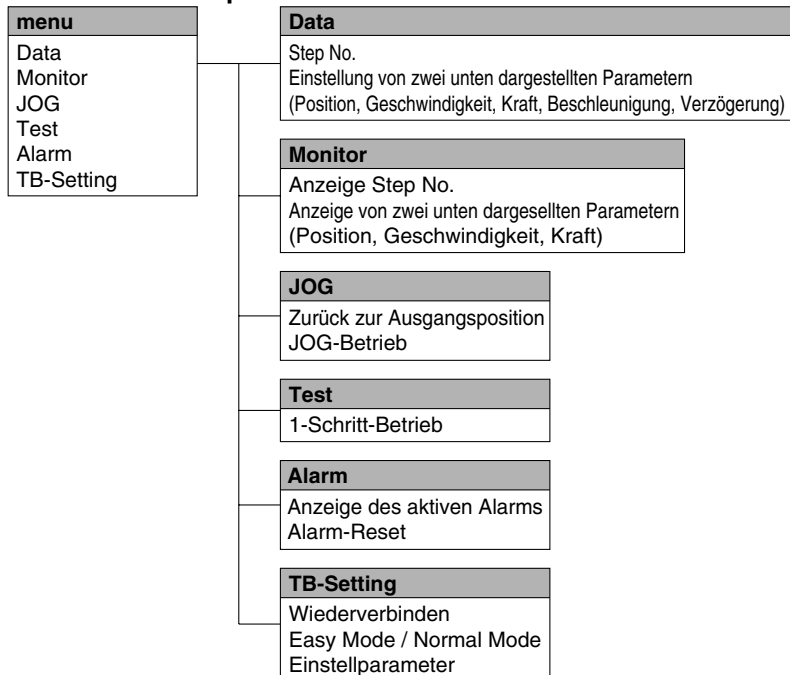 menu
Data
Monitor
JOG
Test
Alarm
TB-Setting
Data
Step No.
Einstellung von zwei unten dargestellten Parametern
(Position, Geschwindigkeit, Kraft, Beschleunigung, Verzögerung)
Monitor
Anzeige Step No.
Anzeige von zwei unten dargesellten Parametern
(Position, Geschwindigkeit, Kraft)
JOG
Zurück zur Ausgangsposition
JOG-Betrieb
Test
1-Schritt-Betrieb
Alarm
Anzeige des aktiven Alarms
Alarm-Reset
TB-Setting
Wiederverbinden
Easy Mode / Normal Mode
Einstellparameter